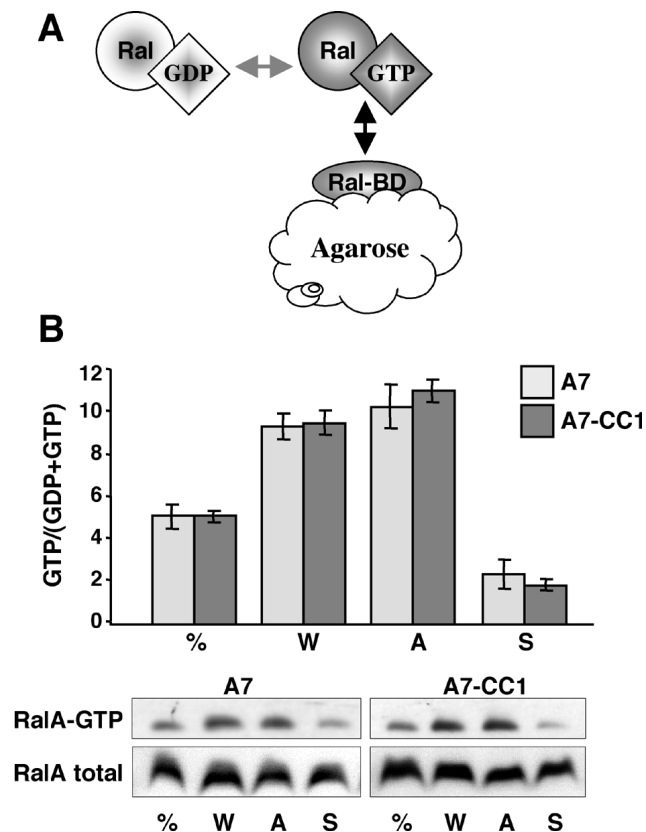 A
Ral
GDP
Ral
GTP
Ral-BD
Agarose
B
GTP/(GDP+GTP)
12
10
8
6
4
2
0
A7
A7-CC1
% W A S
A7 A7-CC1
RalA-GTP
RalA total
% W A S % W A S